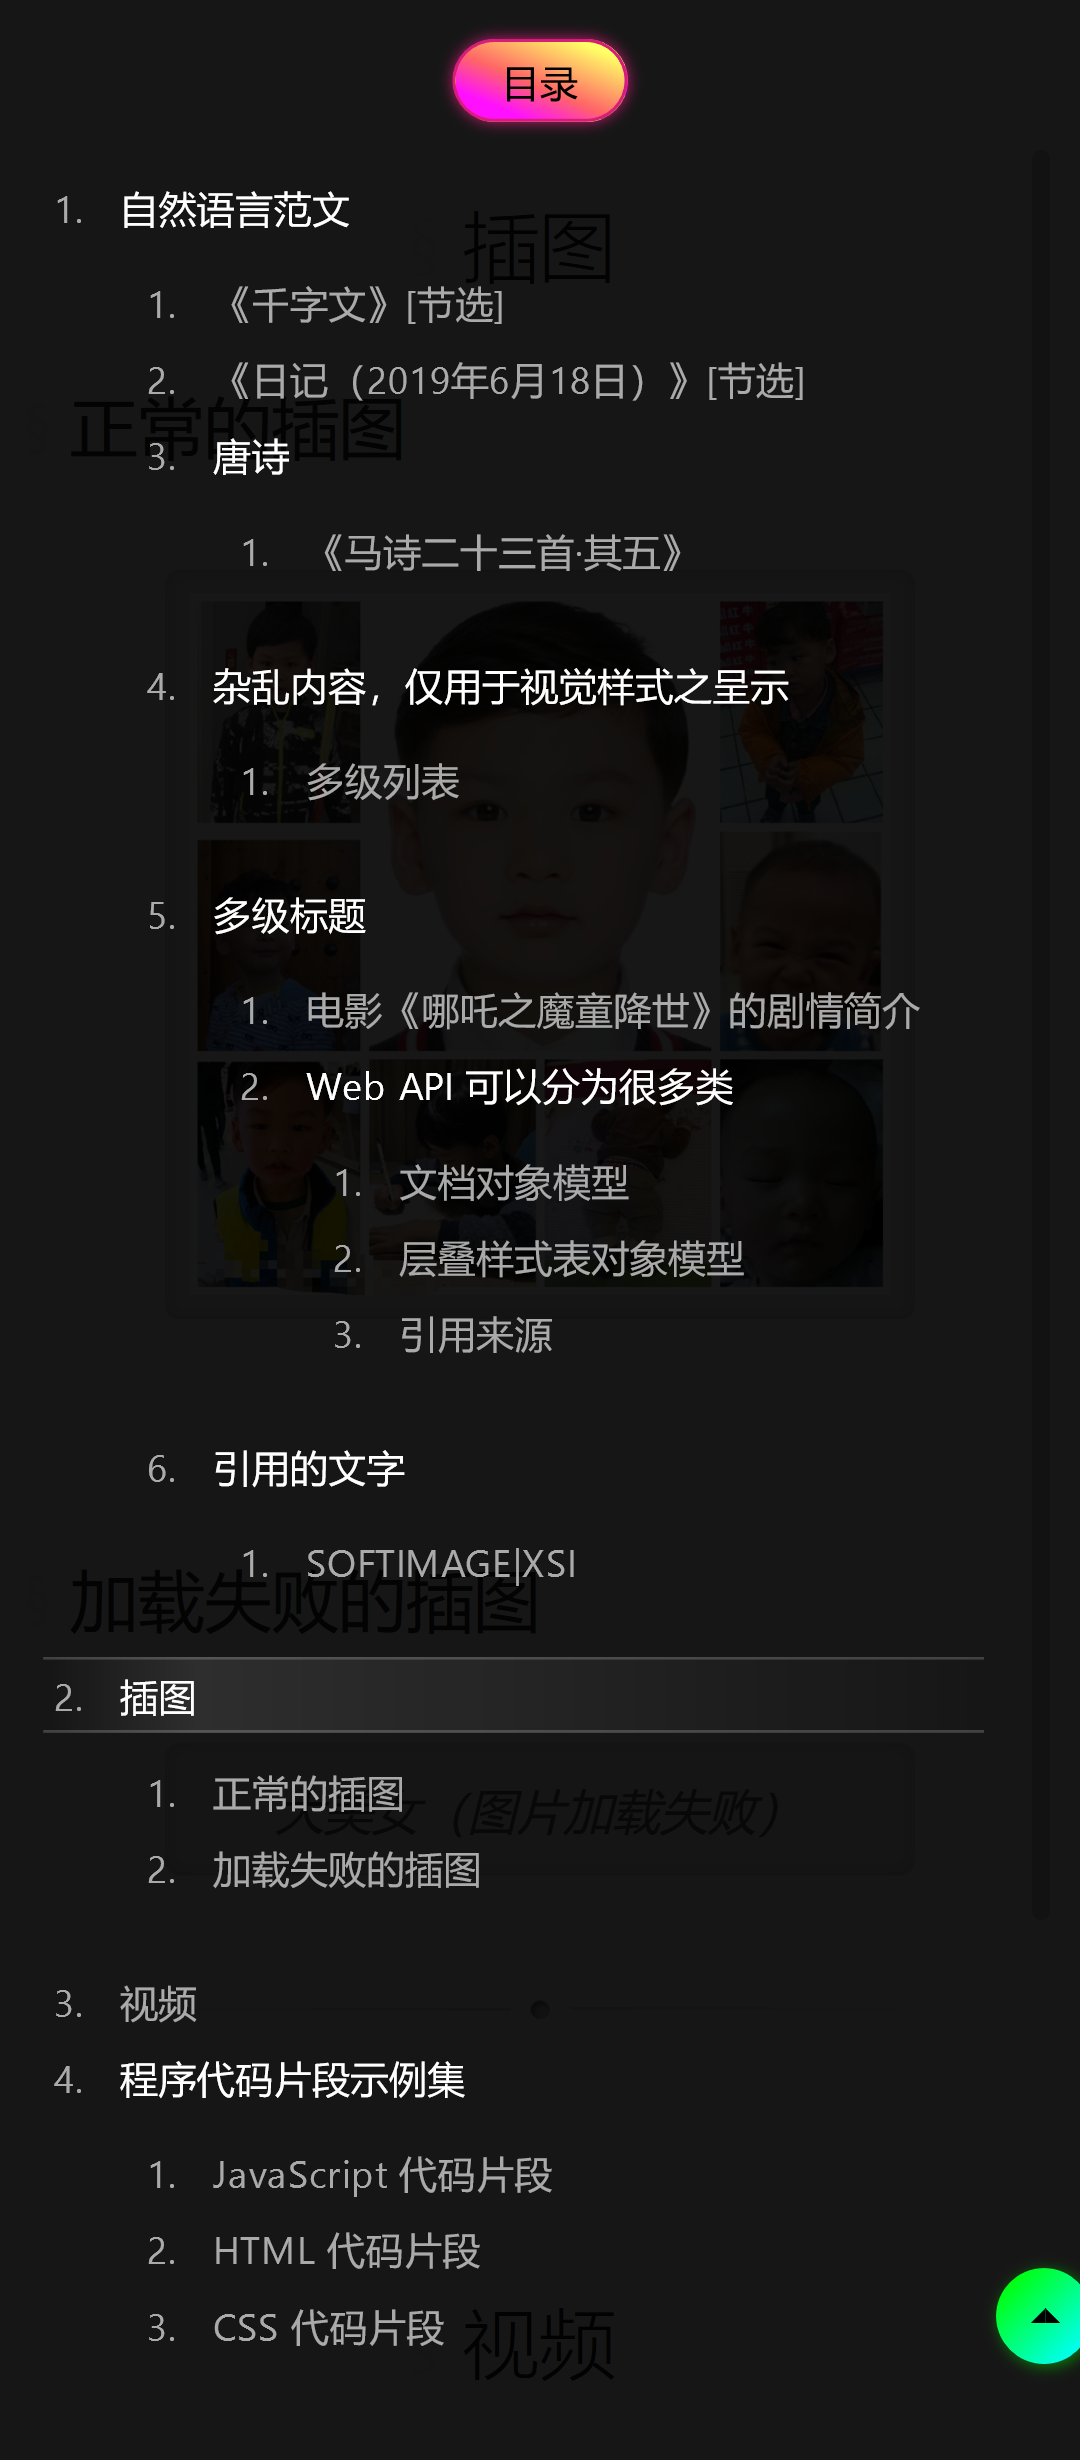 目录
1. 自然语言范文
插图
1. 《千字文》[节选]
2. 《日记（2019年6月18日）》[节选]
正常的插图
3. 唐诗
1. 《马诗二十三首·其五》
4. 杂乱内容，仅用于视觉样式之呈示
1. 多级列表
5. 多级标题
1. 电影《哪吒之魔童降世》的剧情简介
2. Web API 可以分为很多类
1. 文档对象模型
2. 层叠样式表对象模型
3. 引用来源
6. 引用的文字
1. SOFTIMAGE|XSI
加载失败的插图
2. 插图
1. 正常的插图
大美女（图片加载失败）
2. 加载失败的插图
3. 视频
4. 程序代码片段示例集
1. JavaScript 代码片段
2. HTML 代码片段
3. CSS 代码片段
视频